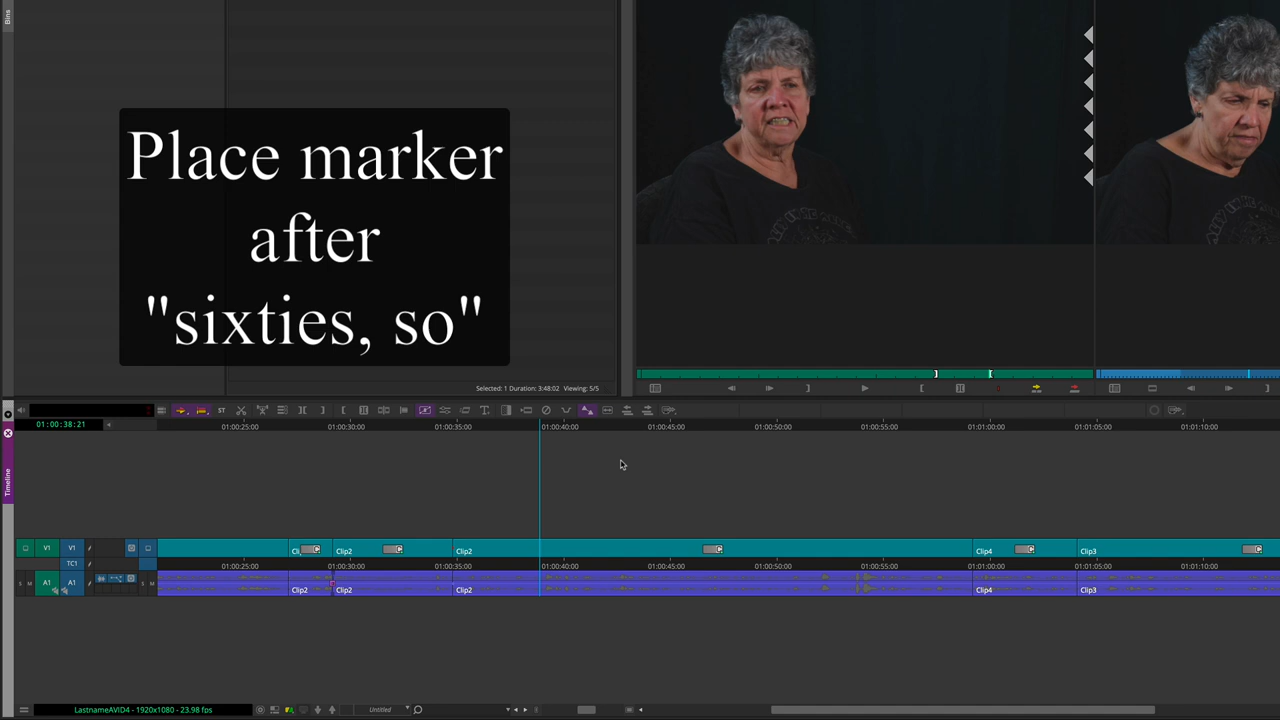 Bins
Place marker
after
"sixties, so"
Selected: 1 Duration: 3:48:02 Viewing: 5/5
ST
01:00:38:21
01:00:25:00
01:00:30:00
01:00:35:00
01:00:40:00
01:00:45:00
01:00:50:00
01:00:55:00
01:01:00:00
01:01:05:00
01:01:10:00
Timeline
V1
V1
Clip2
Clip2
Clip4
Clip3
TC1
01:00:25:00
01:00:30:00
01:00:35:00
01:00:40:00
01:00:45:00
01:00:50:00
01:00:55:00
01:01:00:00
01:01:05:00
01:01:10:00
S M
A1
A1
S M
Clip2
Clip2
Clip2
Clip4
Clip3
LastnameAVID4 - 1920x1080 - 23.98 fps
Untitled